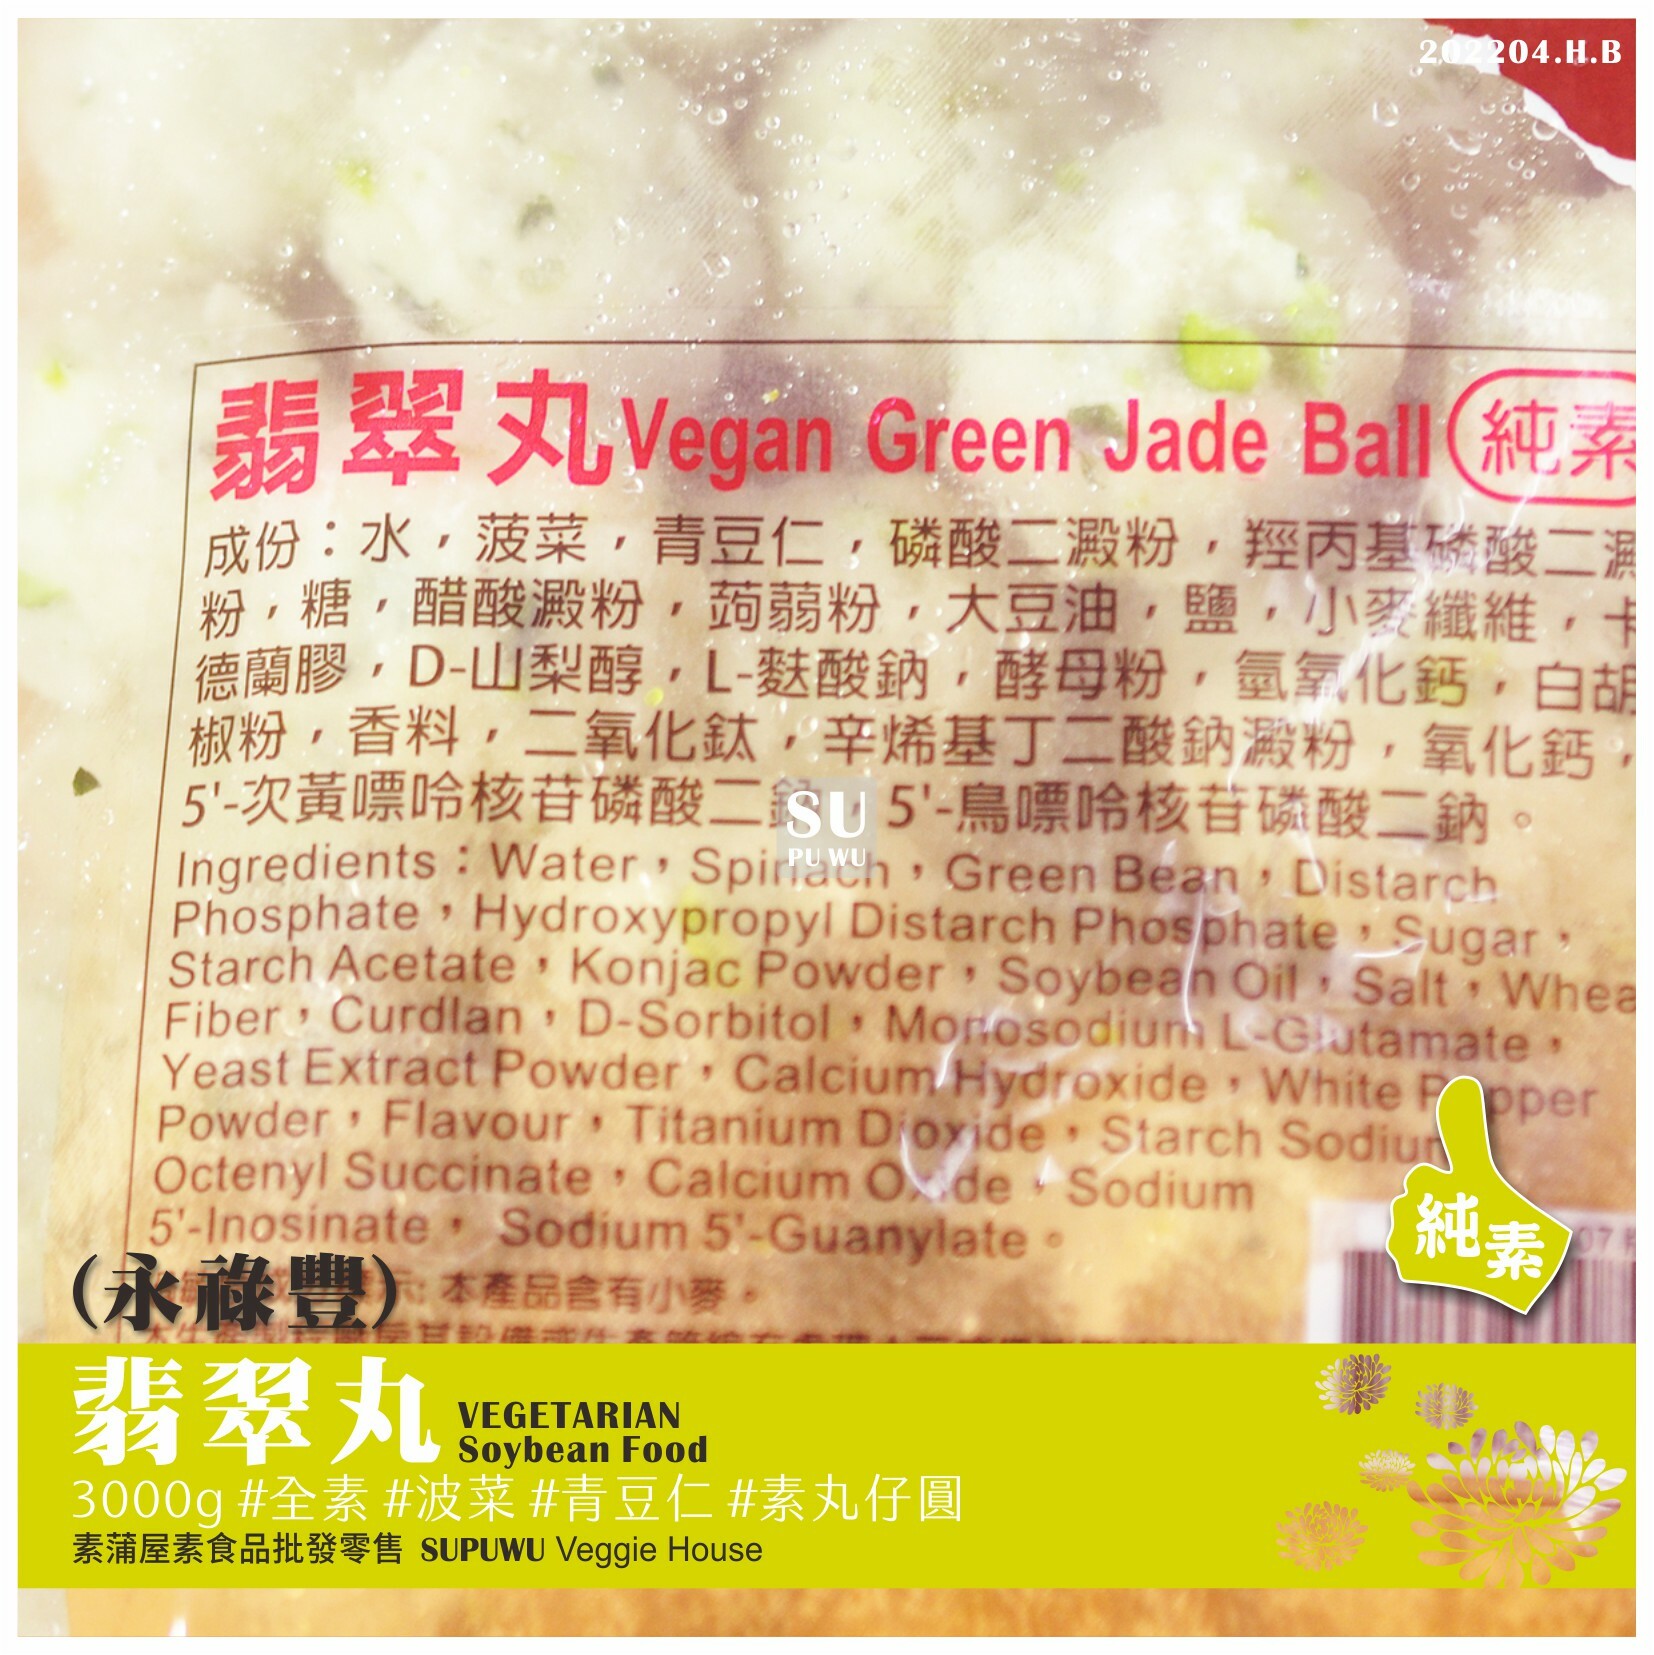 202204.H.B
翡翠丸Vegan Green Jade Ball 純素
成份：水，菠菜，青豆仁，磷酸二澱粉，羥丙基磷酸二澱
粉，糖，醋酸澱粉，蒟蒻粉，大豆油，鹽，小麥纖維，卡
德蘭膠，D-山梨醇，L-麩酸鈉，酵母粉，氫氧化鈣，白胡
椒粉，香料，二氧化鈦，辛烯基丁二酸鈉澱粉，氧化鈣，
5'-次黃嘌呤核苷磷酸二鈉，5'-鳥嘌呤核苷磷酸二鈉。
SU
PU WU
Ingredients：Water，Spinach，Green Bean，Distarch
Phosphate，Hydroxypropyl Distarch Phosphate，Sugar，
Starch Acetate，Konjac Powder，Soybean Oil，Salt，Whea
Fiber，Curdlan，D-Sorbitol，Monosodium L-Glutamate，
Yeast Extract Powder，Calcium Hydroxide，White Pepper
Powder，Flavour，Titanium Dioxide，Starch Sodium
Octenyl Succinate，Calcium Oxide，Sodium
5'-Inosinate， Sodium 5'-Guanylate。
純素
07
(永祿豐)
: 本產品含有小麥。
翡翠丸 VEGETARIAN
Soybean Food
3000g #全素 #波菜 #青豆仁 #素丸仔圓
素蒲屋素食品批發零售 SUPUWU Veggie House